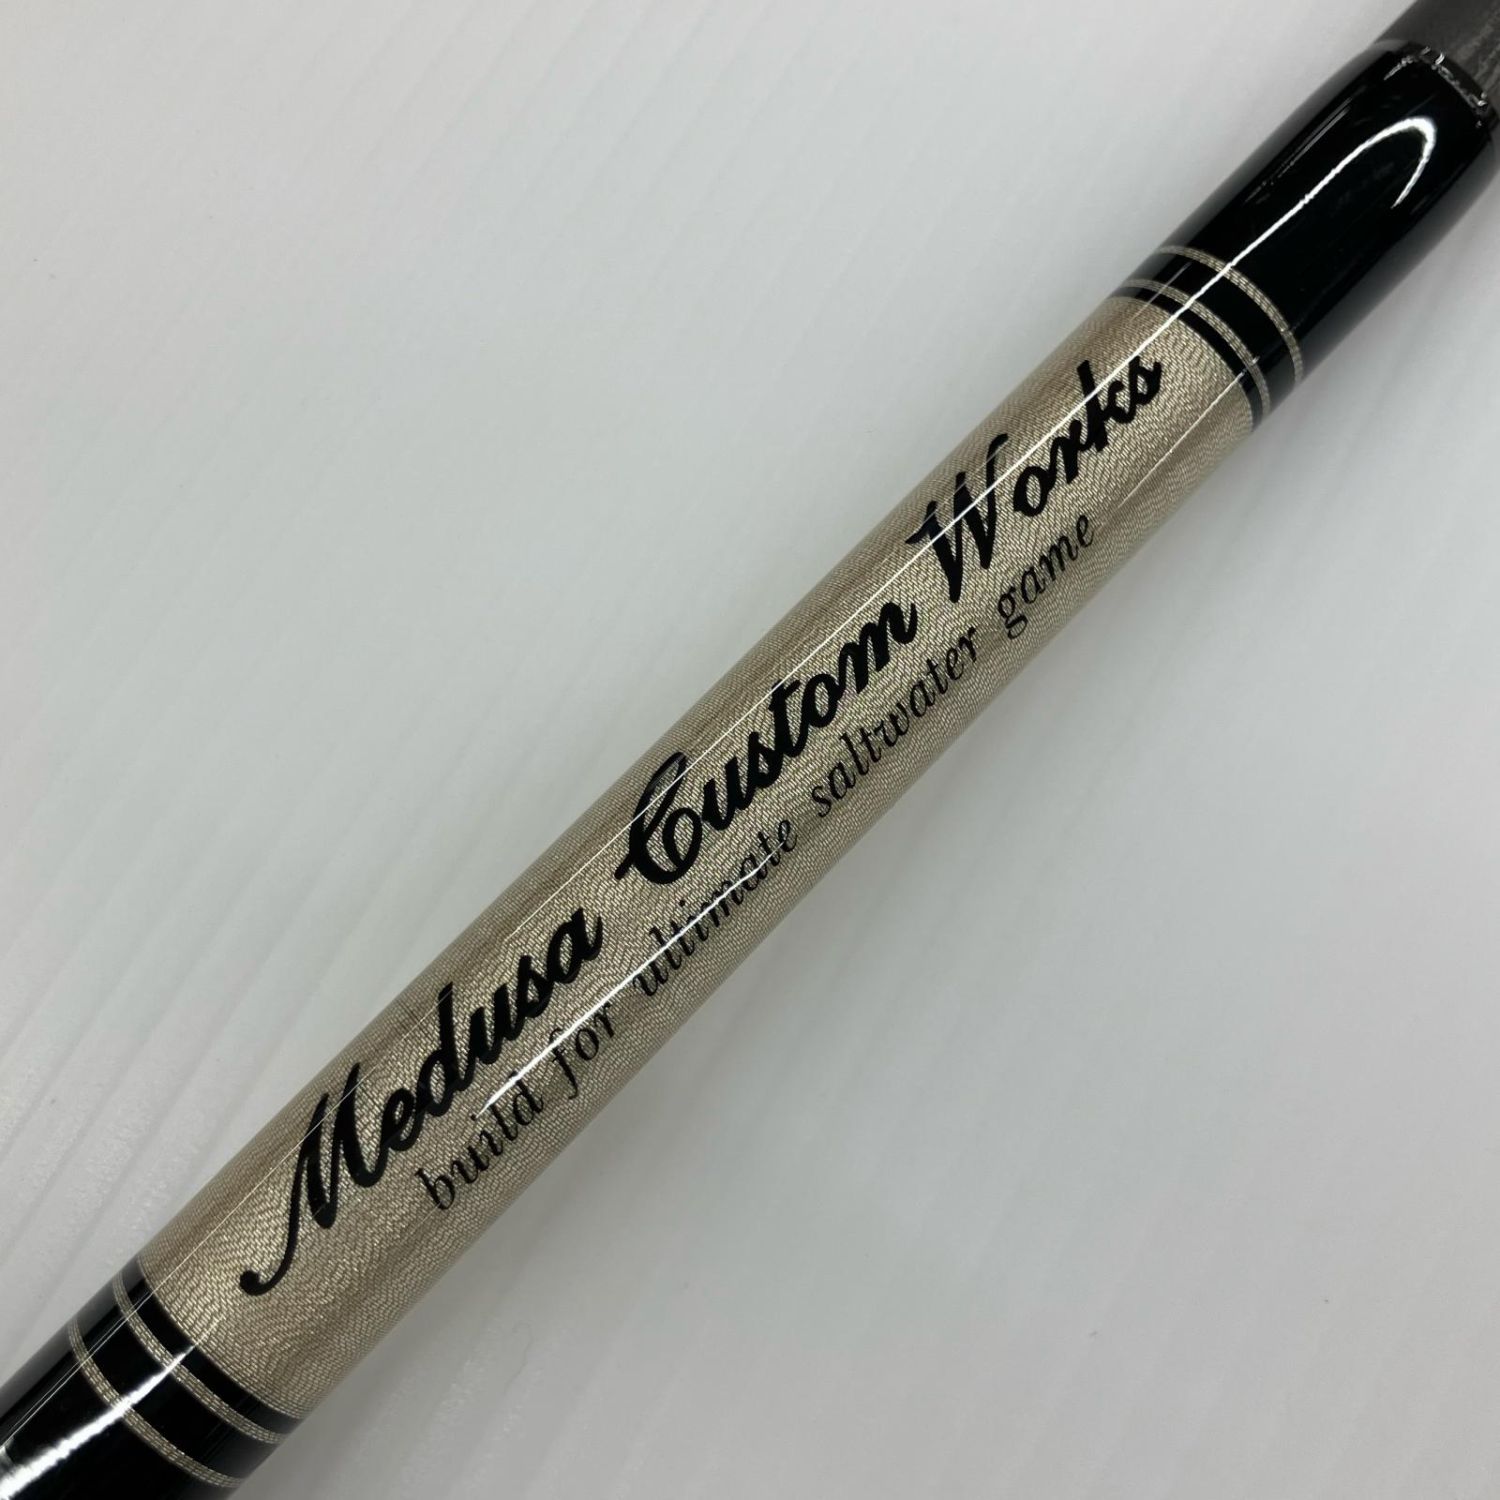 Medusa Custom Works
build for ultimate saltwater game